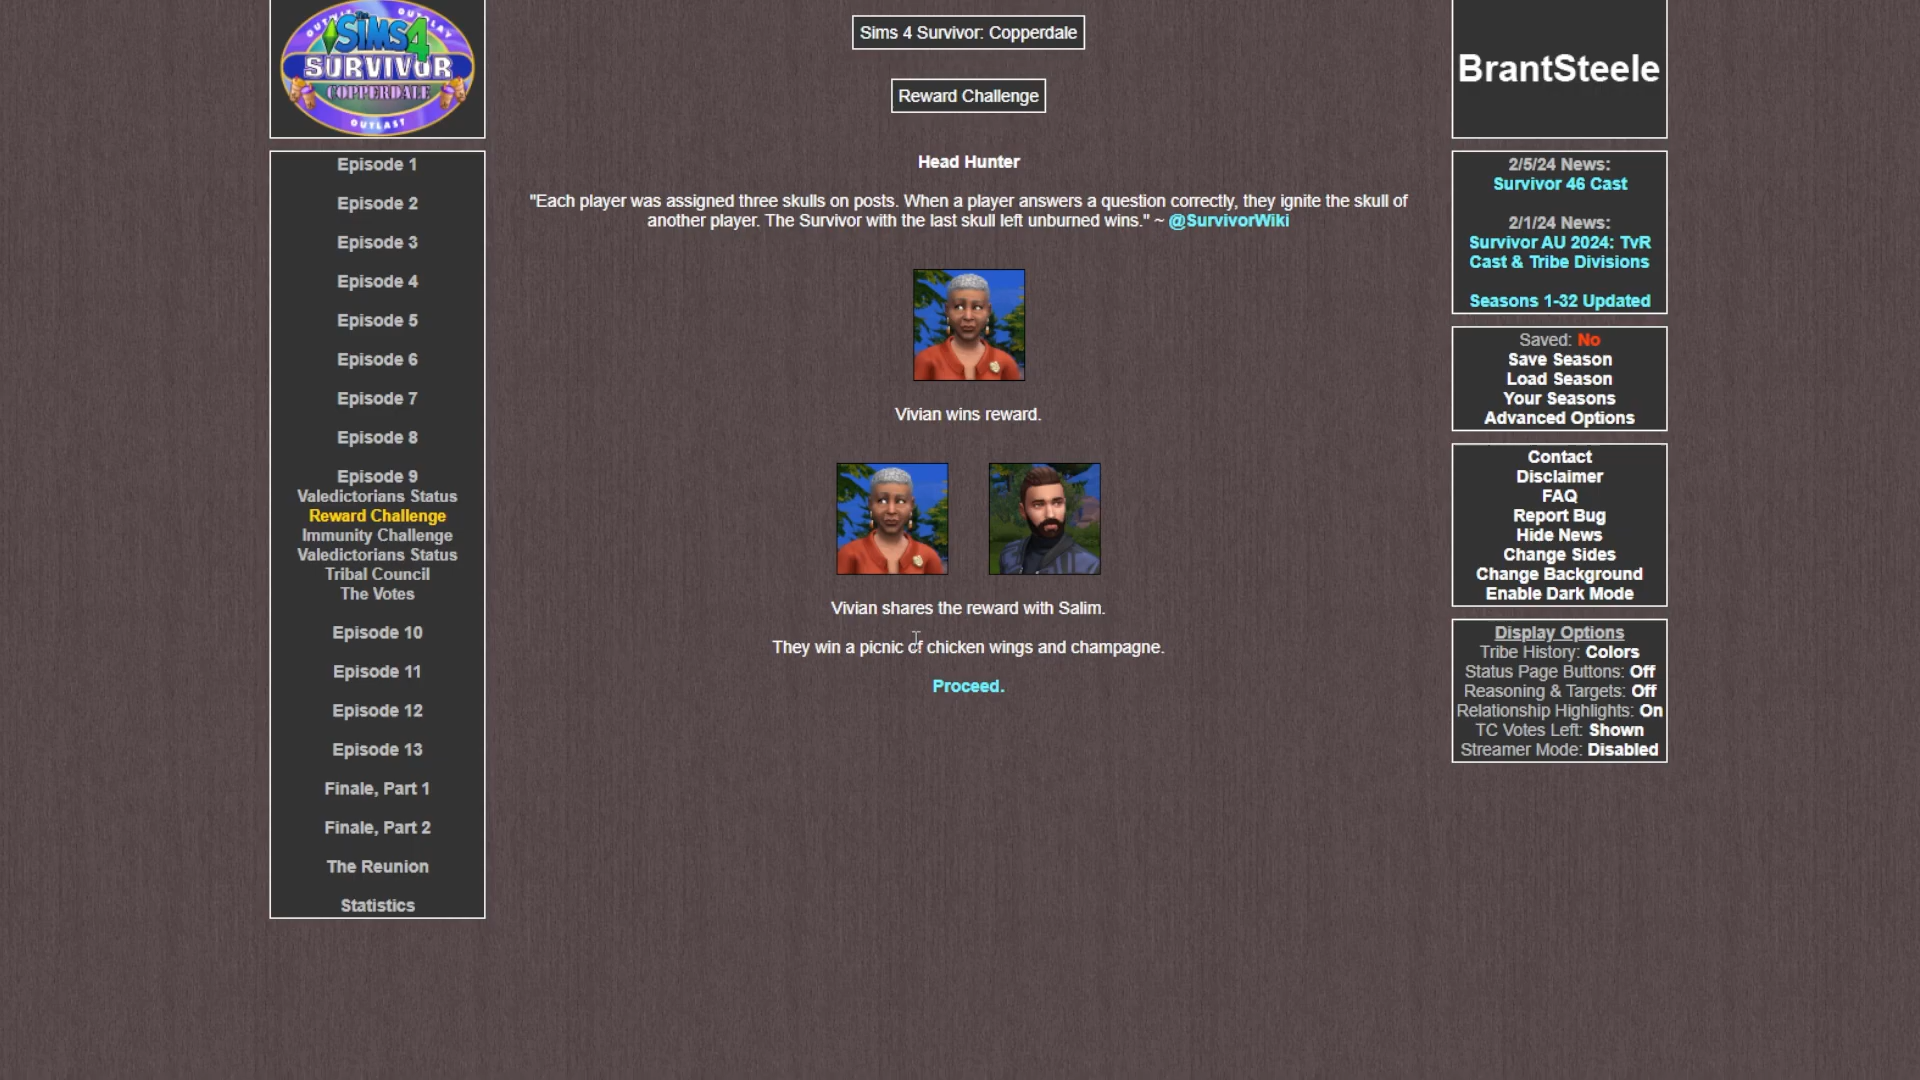 OUTWIT OUTPLAY
THE SiMS 4
SURVIVOR
COPPERDALE
OUTLAST
Episode 1
Episode 2
Episode 3
Episode 4
Episode 5
Episode 6
Episode 7
Episode 8
Episode 9
Valedictorians Status
Reward Challenge
Immunity Challenge
Valedictorians Status
Tribal Council
The Votes
Episode 10
Episode 11
Episode 12
Episode 13
Finale, Part 1
Finale, Part 2
The Reunion
Statistics
Sims 4 Survivor: Copperdale
Reward Challenge
Head Hunter
"Each player was assigned three skulls on posts. When a player answers a question correctly, they ignite the skull of
another player. The Survivor with the last skull left unburned wins." ~ @SurvivorWiki
Vivian wins reward.
Vivian shares the reward with Salim.
They win a picnic of chicken wings and champagne.
Proceed.
BrantSteele
2/5/24 News:
Survivor 46 Cast
2/1/24 News:
Survivor AU 2024: TvR
Cast & Tribe Divisions
Seasons 1-32 Updated
Saved: No
Save Season
Load Season
Your Seasons
Advanced Options
Contact
Disclaimer
FAQ
Report Bug
Hide News
Change Sides
Change Background
Enable Dark Mode
Display Options
Tribe History: Colors
Status Page Buttons: Off
Reasoning & Targets: Off
Relationship Highlights: On
TC Votes Left: Shown
Streamer Mode: Disabled